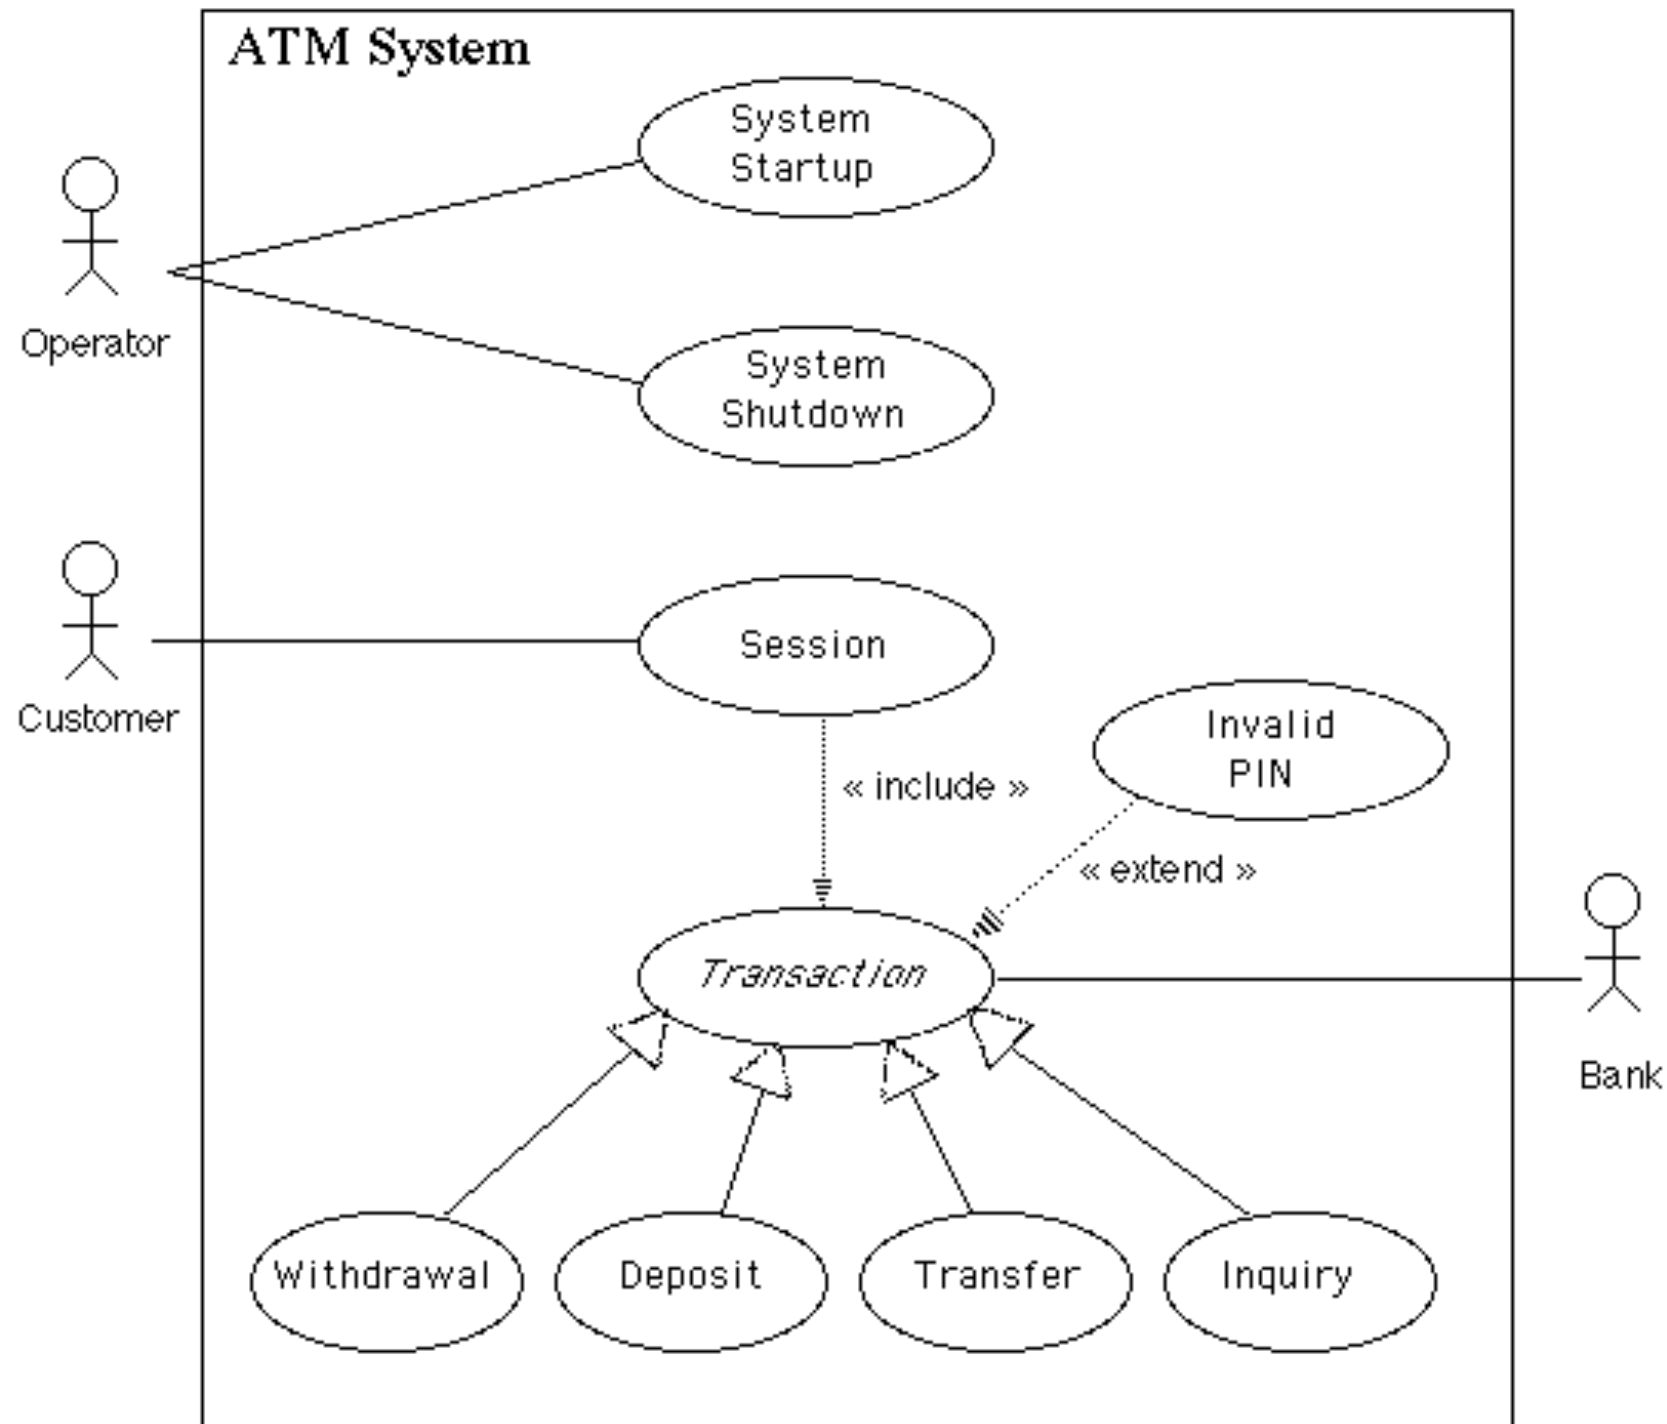 ATM System
System
Startup
Operator
System
Shutdown
Session
Customer
Invalid
PIN
« include »
« extend »
Transaction
Bank
Withdrawal
Deposit
Transfer
Inquiry